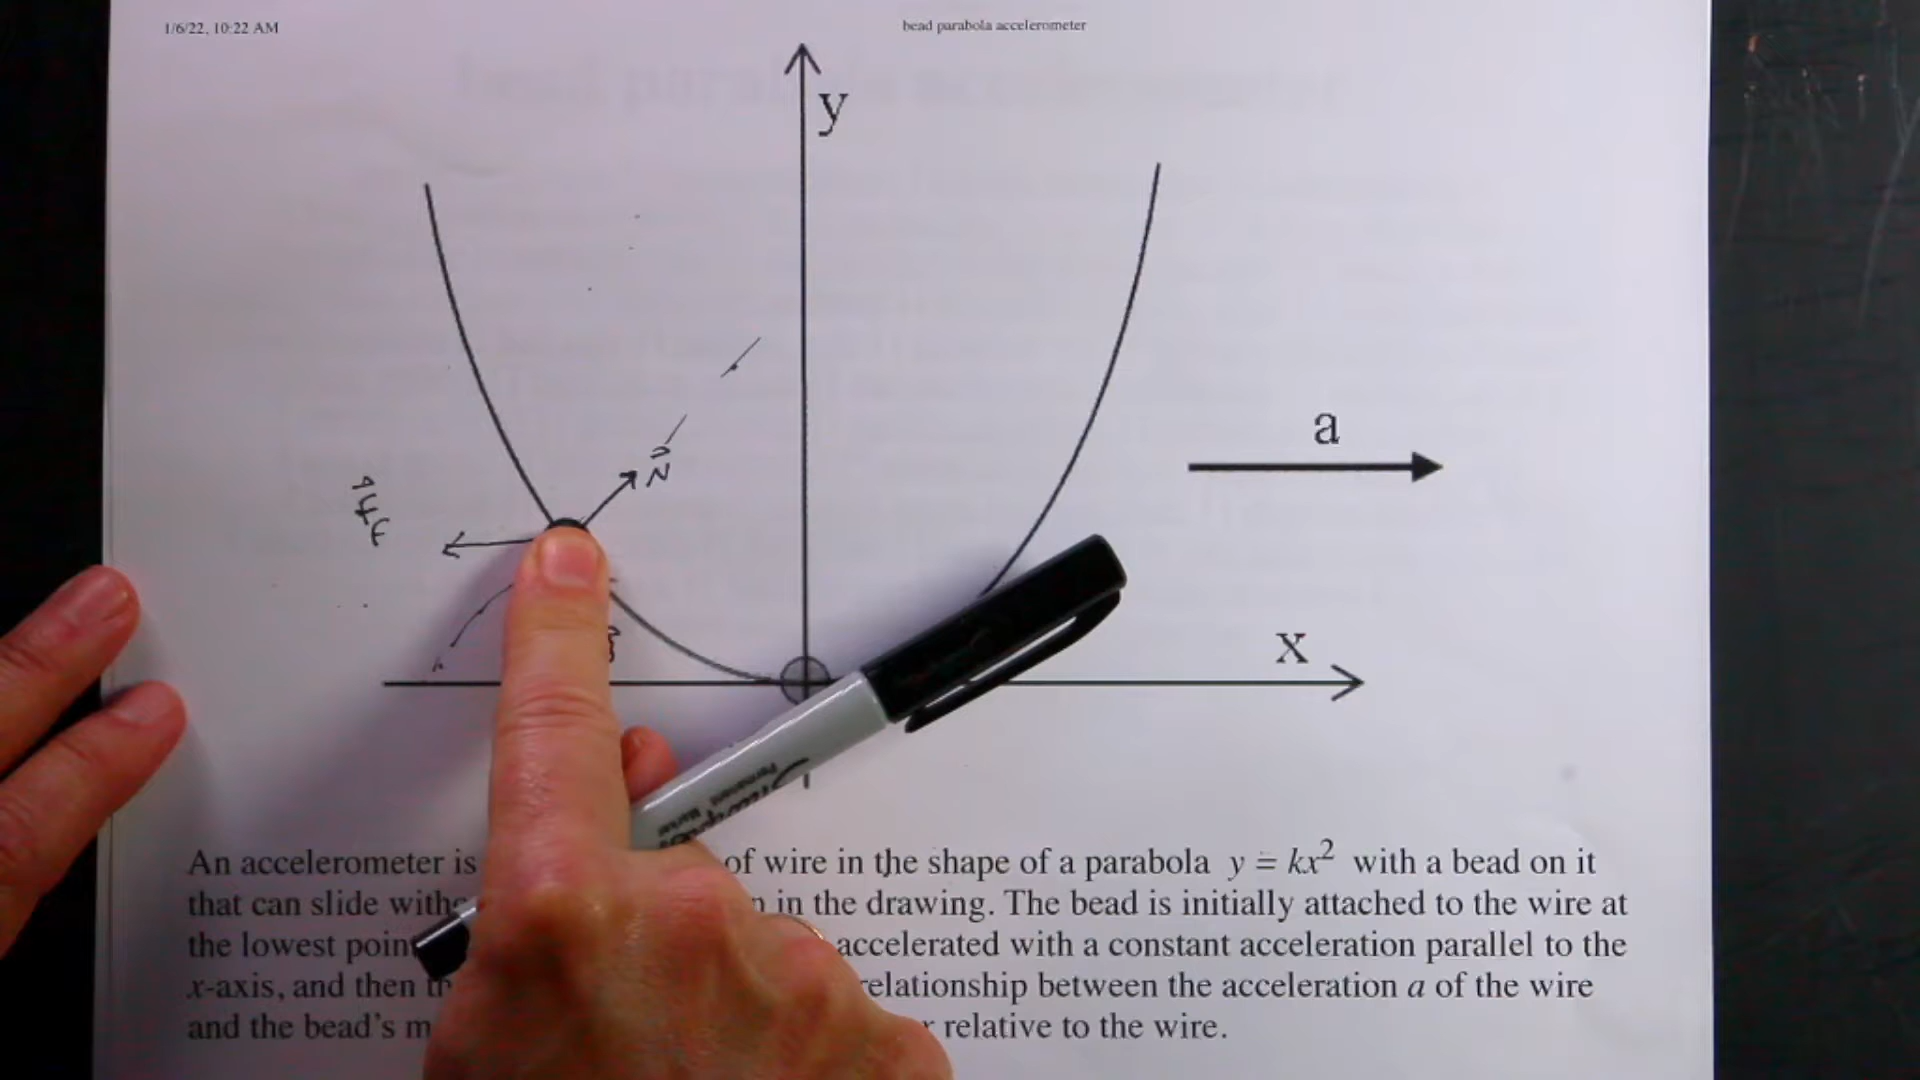 1/6/22, 10:22 AM
bead parabola accelerometer
y
N
a
x
An accelerometer is of wire in the shape of a parabola y = kx² with a bead on it
that can slide in the drawing. The bead is initially attached to the wire at
the lowest accelerated with a constant acceleration parallel to the
x-axis, and then relationship between the acceleration a of the wire
and the bead's relative to the wire.
Permanent Marker